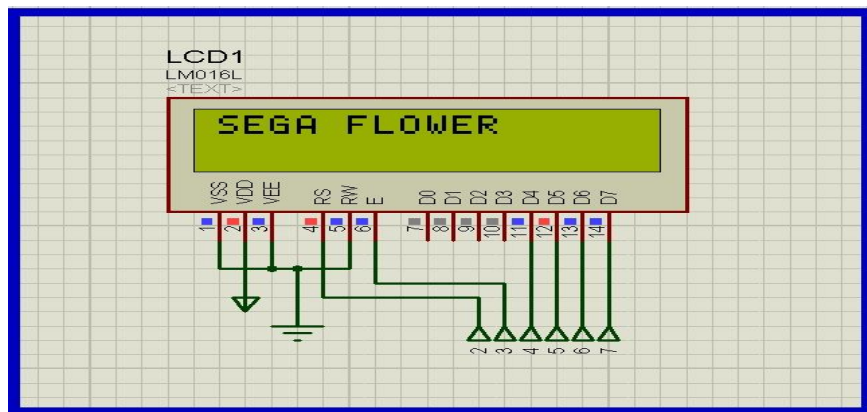 LCD1
LM016L
<TEXT>
SEGA FLOWER
VSS VDD VEE RS RW E D0 D1 D2 D3 D4 D5 D6 D7
1 2 3 4 5 6 7 8 9 10 11 12 13 14
2 3 4 5 6 7